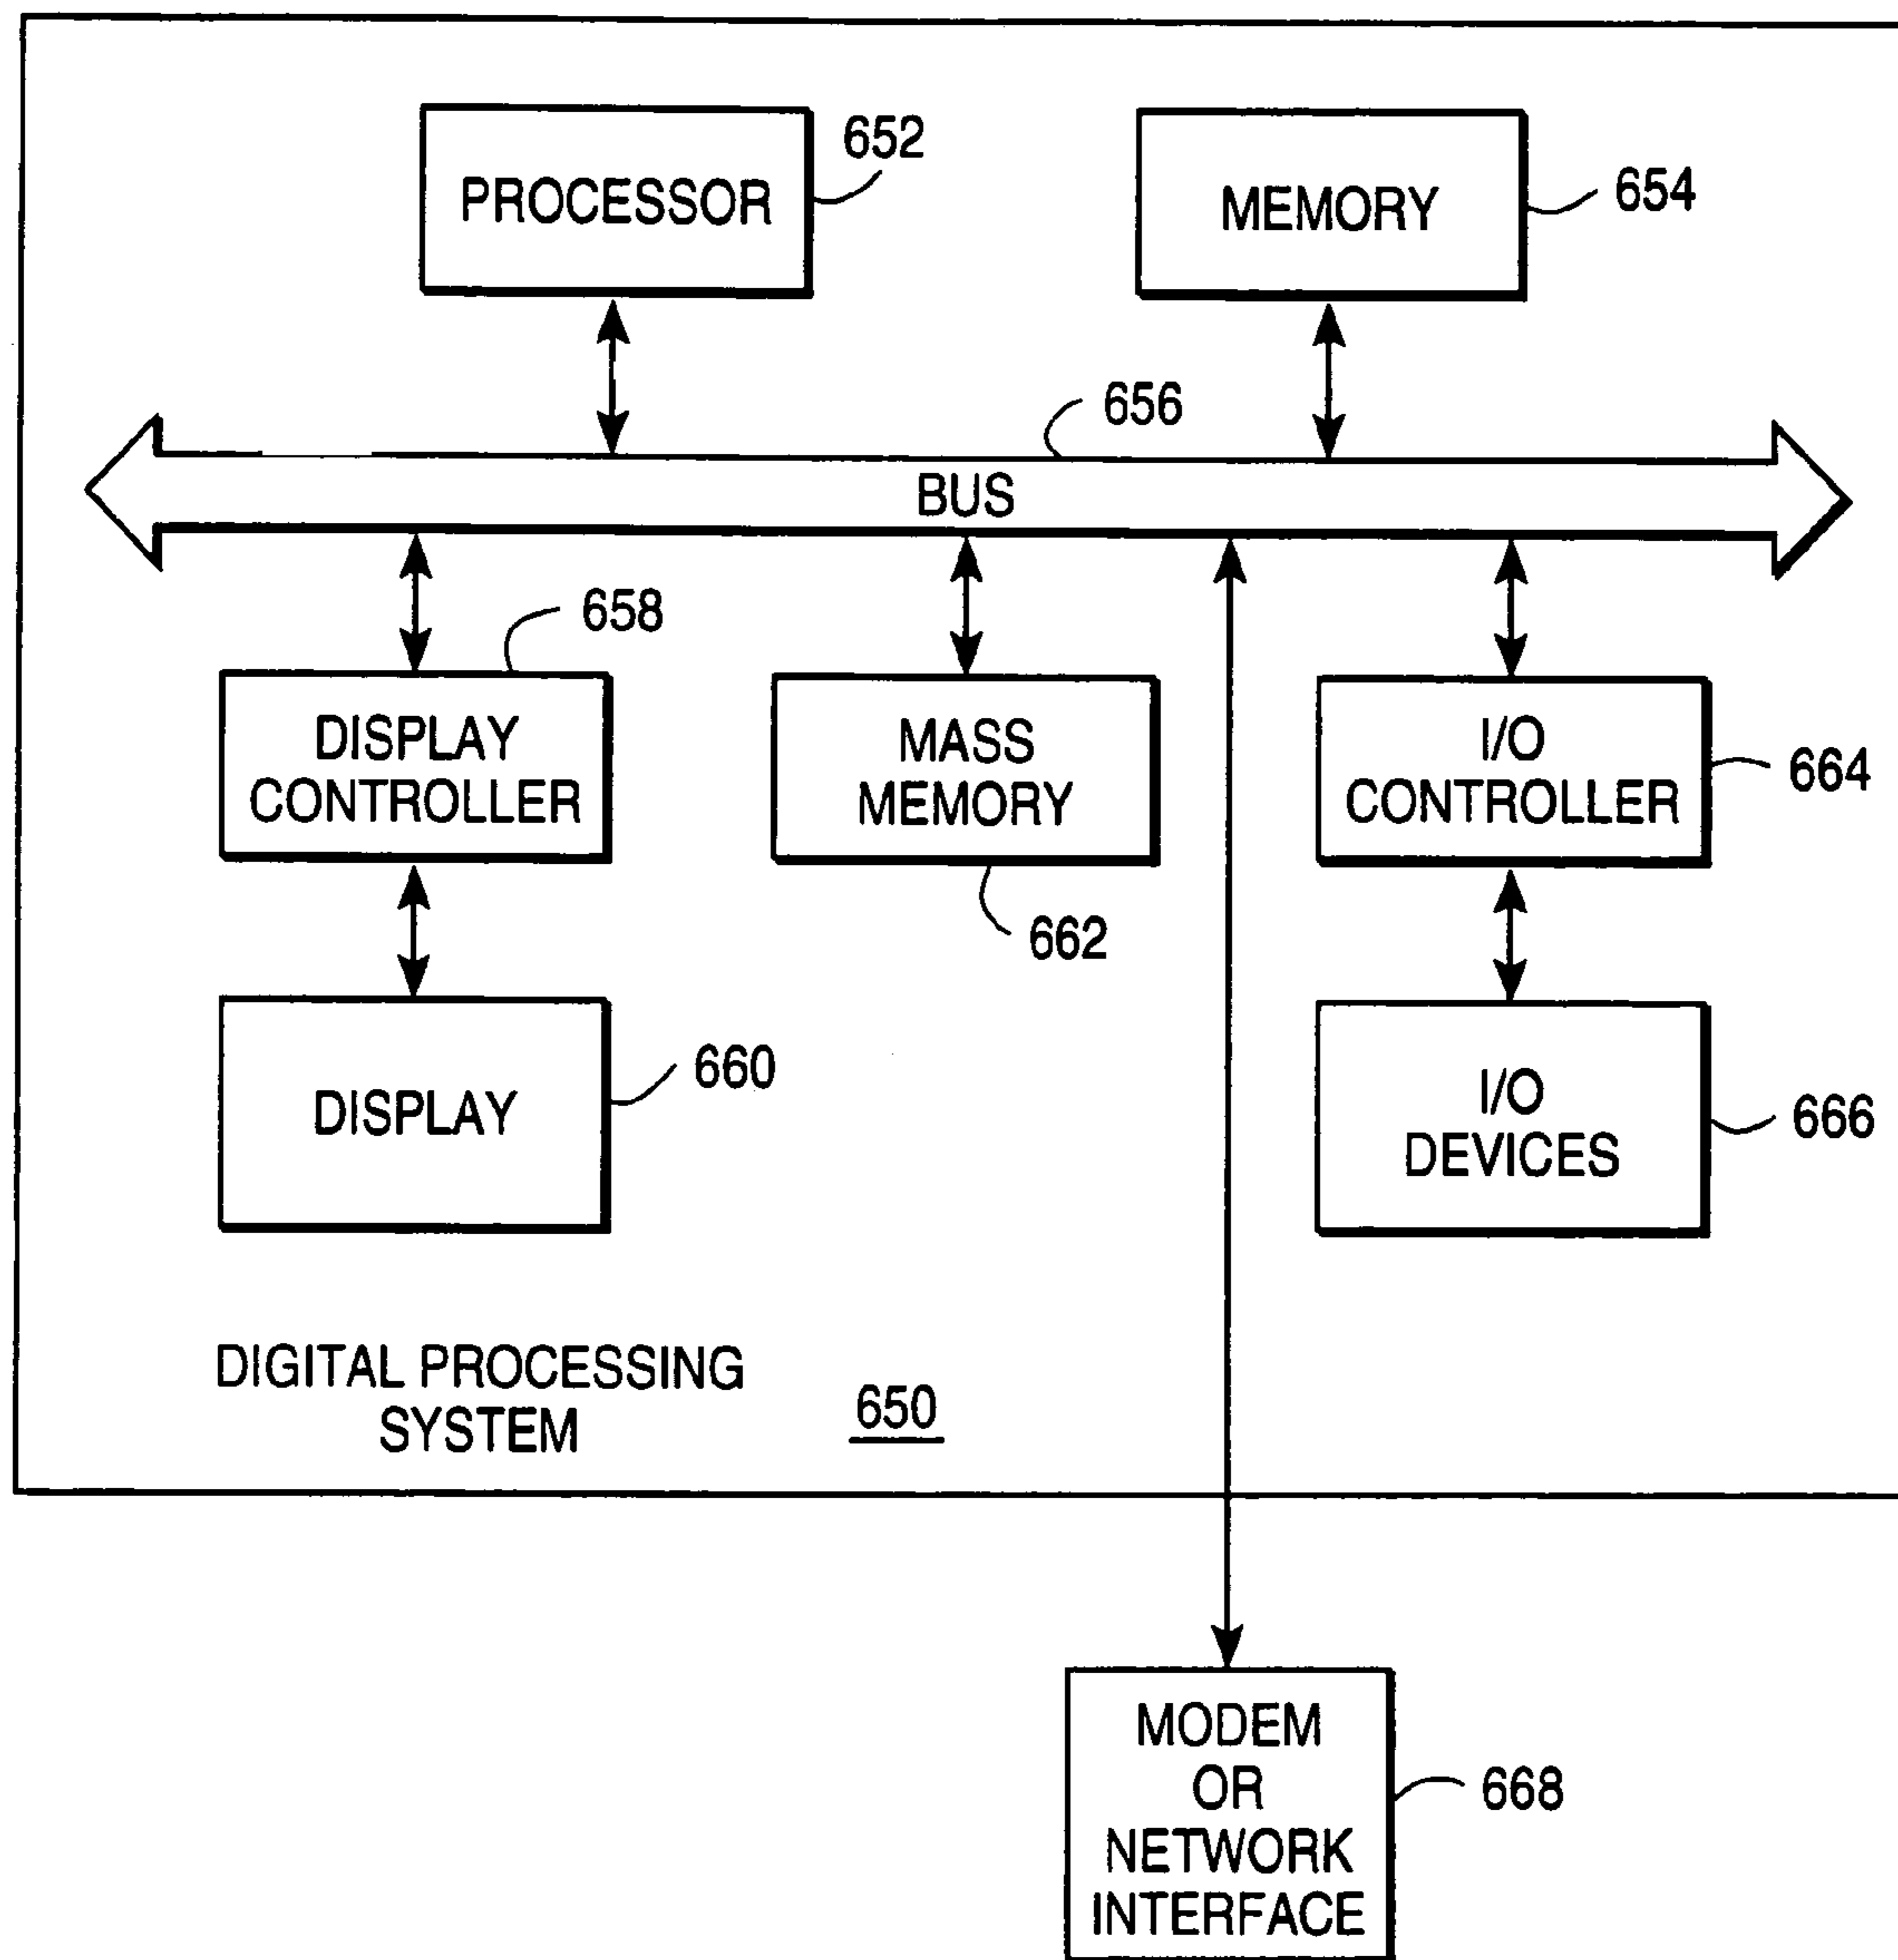 PROCESSOR
652
MEMORY
654
656
BUS
658
DISPLAY
CONTROLLER
MASS
MEMORY
662
I/O
CONTROLLER
664
DISPLAY
660
I/O
DEVICES
666
DIGITAL PROCESSING
SYSTEM
650
MODEM
OR
NETWORK
INTERFACE
668